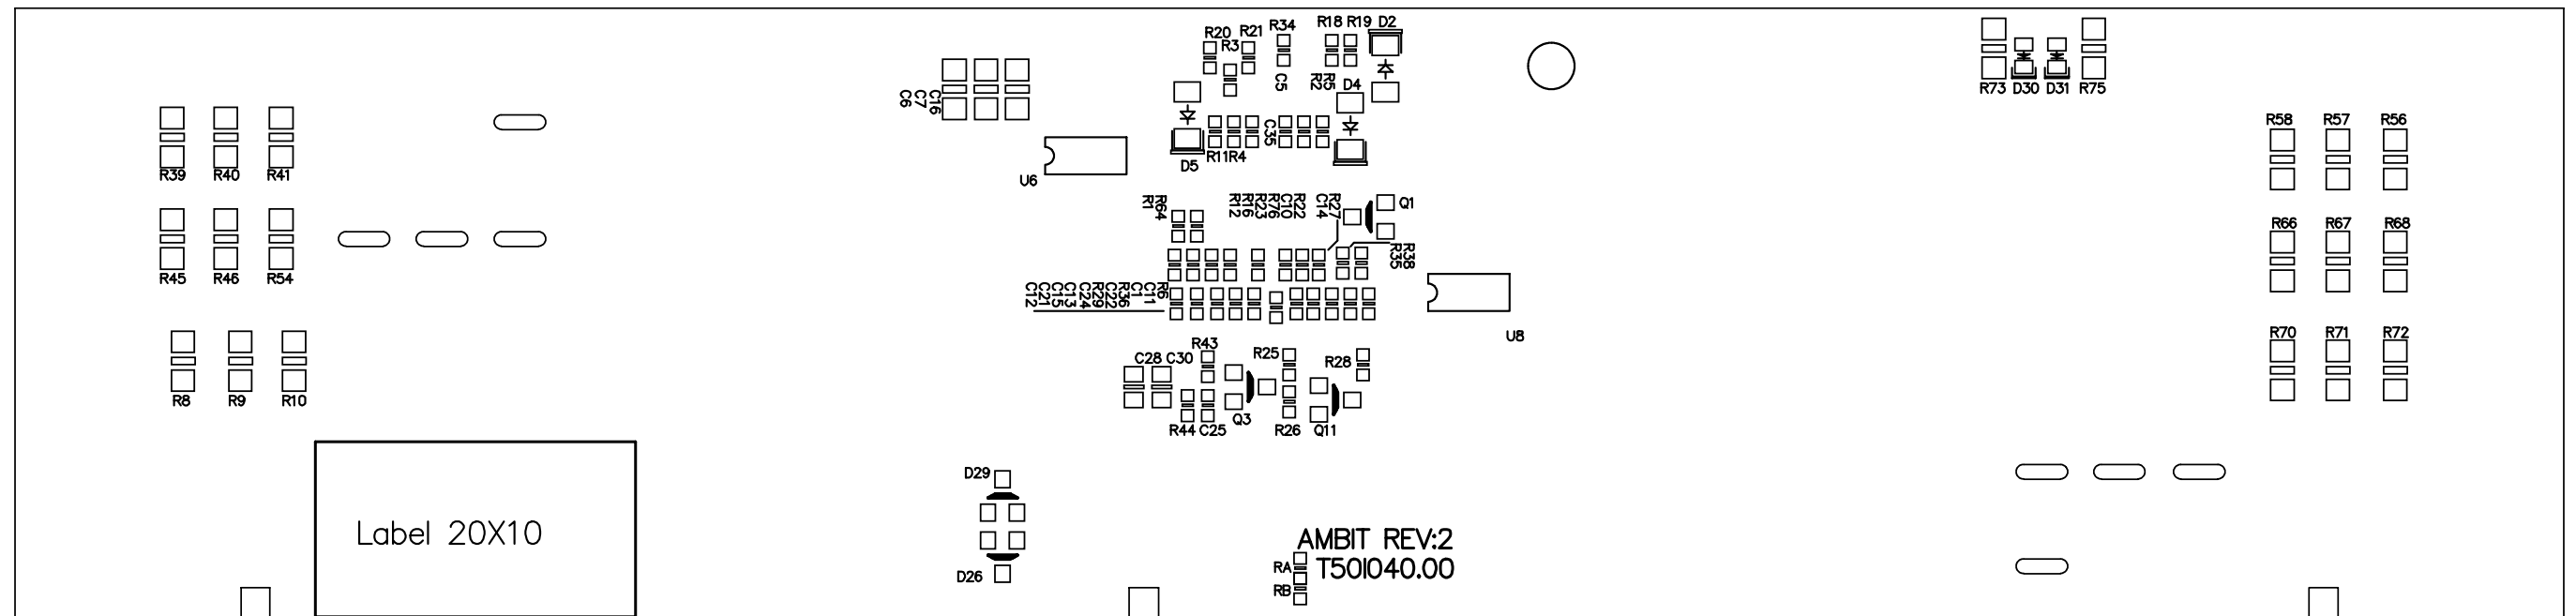 R20 R3 R21 R34 R18 R19 D2
C6 C7 C16
C5 R2 R5 D4
R73 D30 D31 R75
R39 R40 R41
R11 R4 C35
D5
U6
R58 R57 R56
R1 R64 R12 R16 R23 R76 C10 R22 C14 R27 Q1
R35 R38
R45 R46 R54
R66 R67 R68
C12 C21 C15 C13 C24 R29 C22 R36 C1 C11 R6
U8
R8 R9 R10
C28 C30 R43 R25 R28
R70 R71 R72
R44 C25 Q3 R26 Q11
D29
Label 20X10
D26
AMBIT REV:2
RA T50I040.00
RB